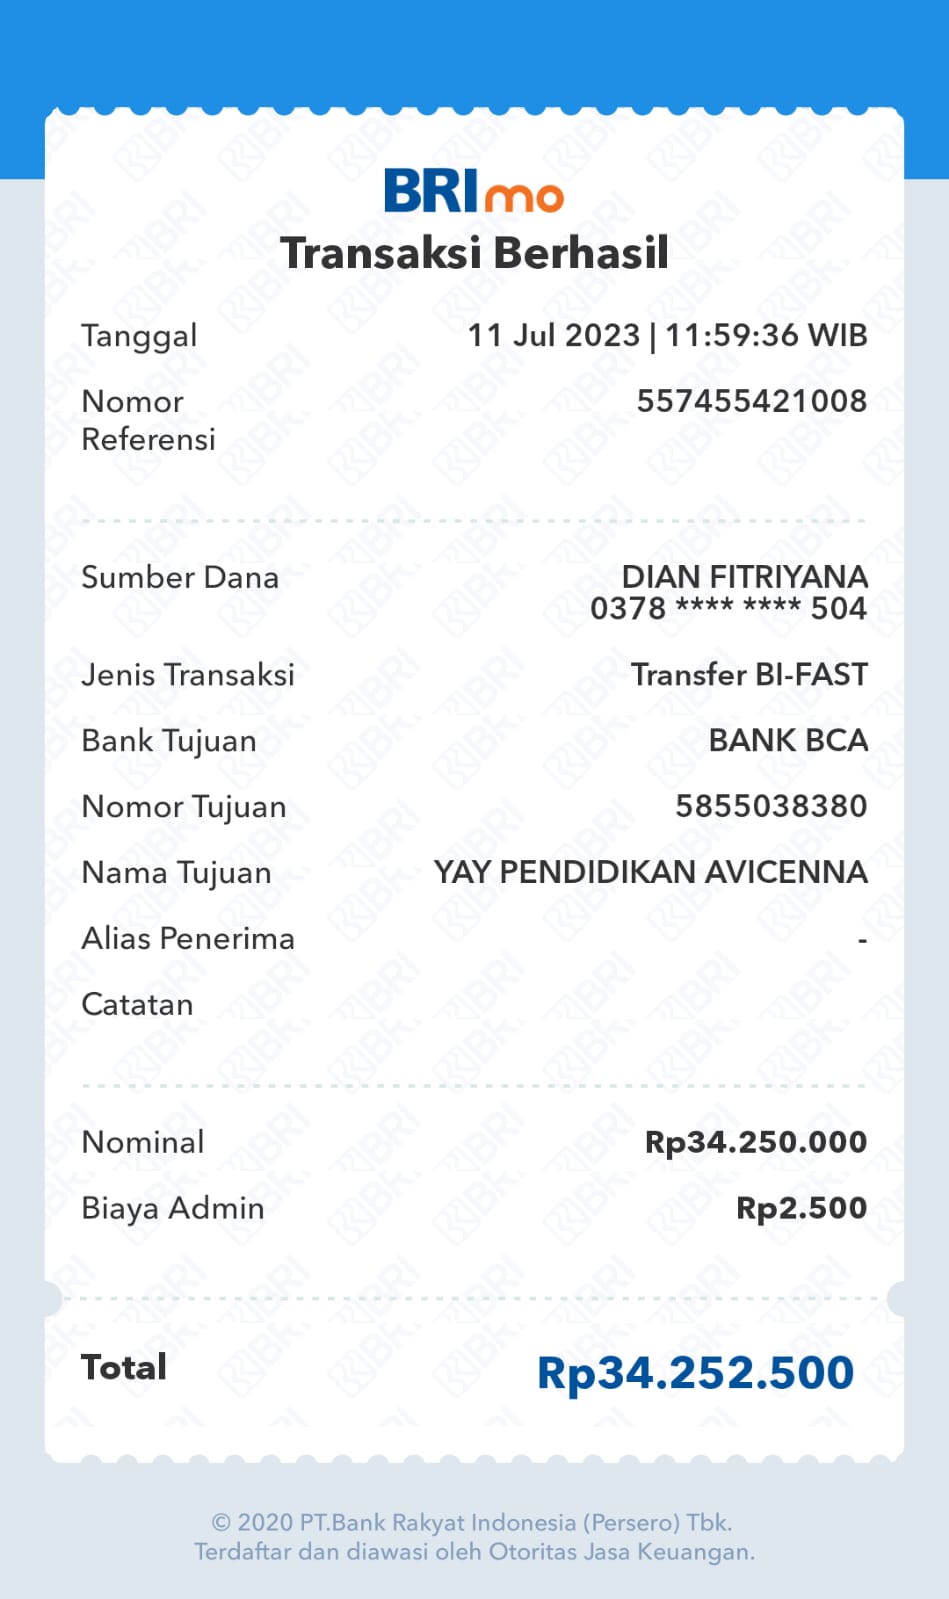 BRImo
Transaksi Berhasil
Tanggal 11 Jul 2023 | 11:59:36 WIB
Nomor Referensi 557455421008
Sumber Dana DIAN FITRIYANA
0378 **** **** 504
Jenis Transaksi Transfer BI-FAST
Bank Tujuan BANK BCA
Nomor Tujuan 5855038380
Nama Tujuan YAY PENDIDIKAN AVICENNA
Alias Penerima -
Catatan
Nominal Rp34.250.000
Biaya Admin Rp2.500
Total Rp34.252.500
© 2020 PT.Bank Rakyat Indonesia (Persero) Tbk.
Terdaftar dan diawasi oleh Otoritas Jasa Keuangan.